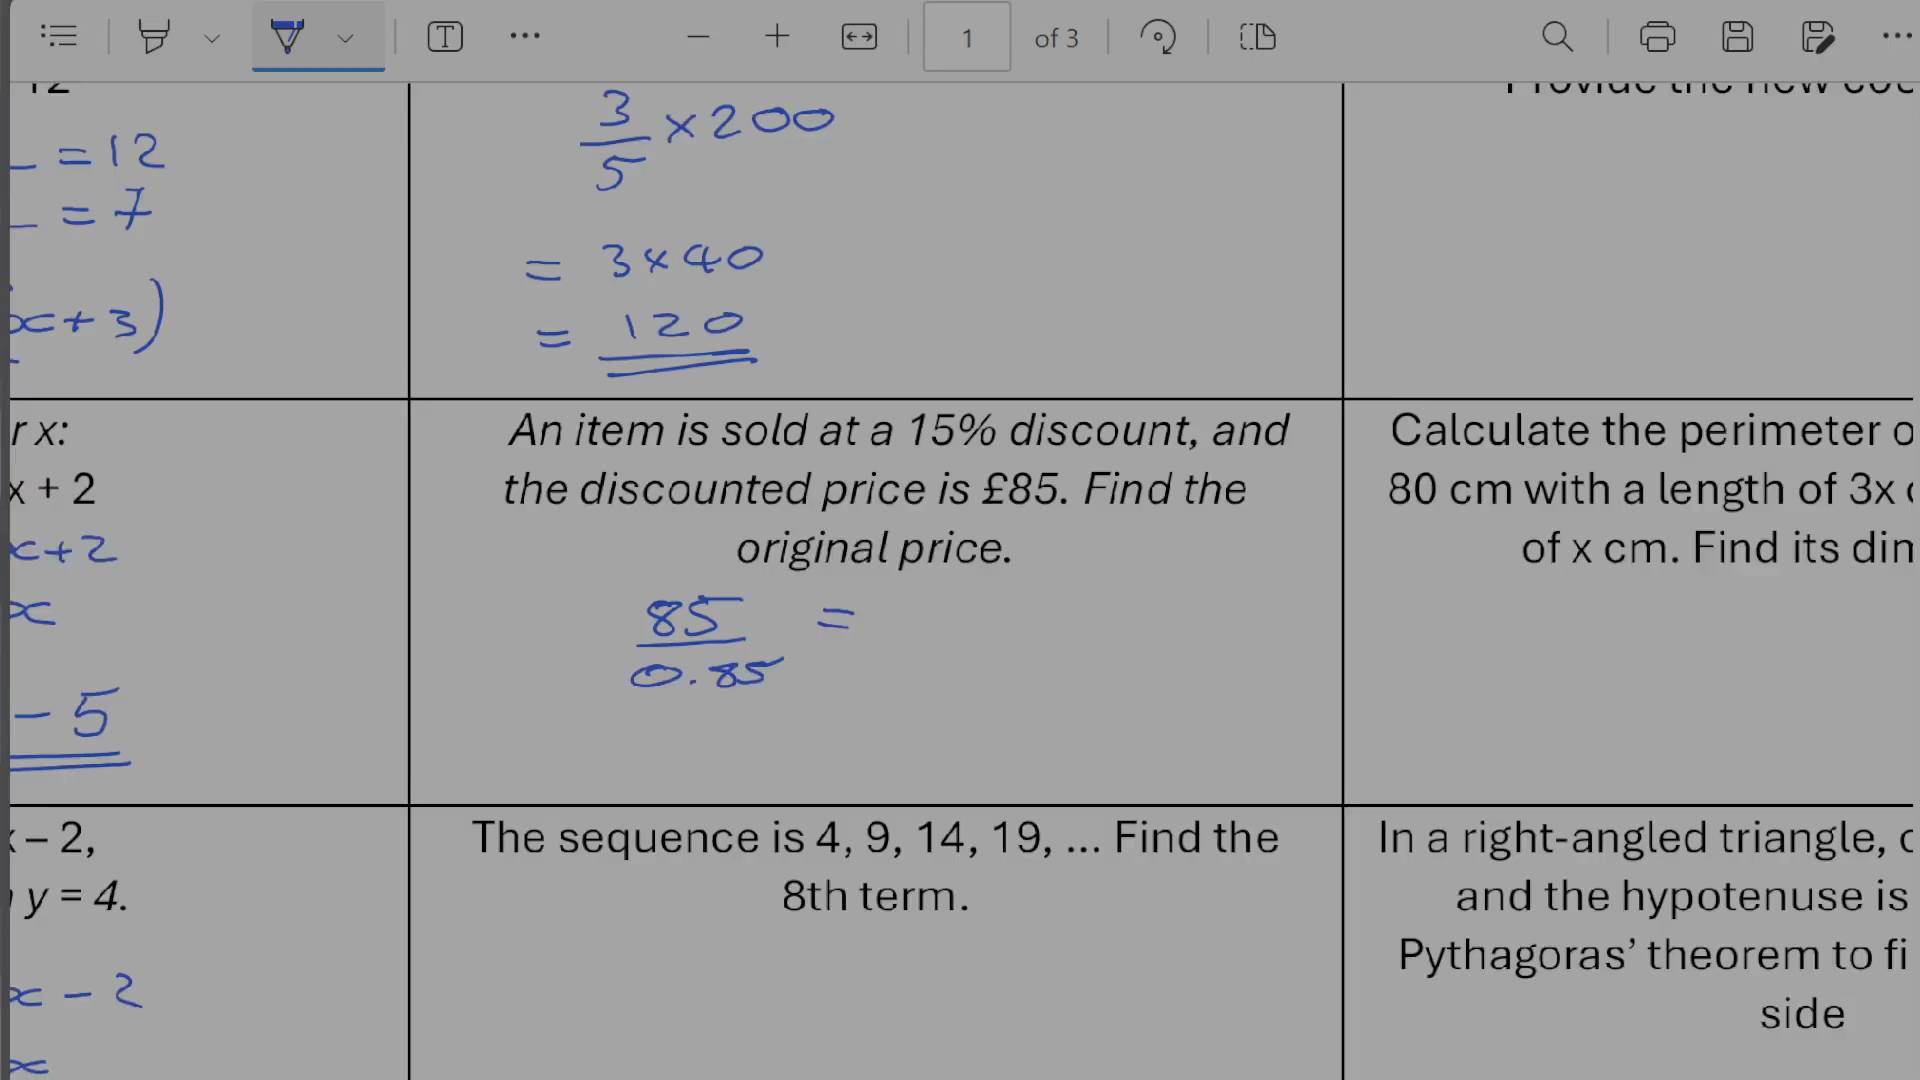 1 of 3
= 12
= 7
x + 3)
3/5 × 200
= 3 × 40
= 120
r x:
x + 2
x + 2
x
- 5
An item is sold at a 15% discount, and
the discounted price is £85. Find the
original price.
85/0.85 =
Calculate the perimeter o
80 cm with a length of 3x
of x cm. Find its dim
x – 2,
y = 4.
x - 2
x
The sequence is 4, 9, 14, 19, ... Find the
8th term.
In a right-angled triangle,
and the hypotenuse is
Pythagoras’ theorem to fi
side